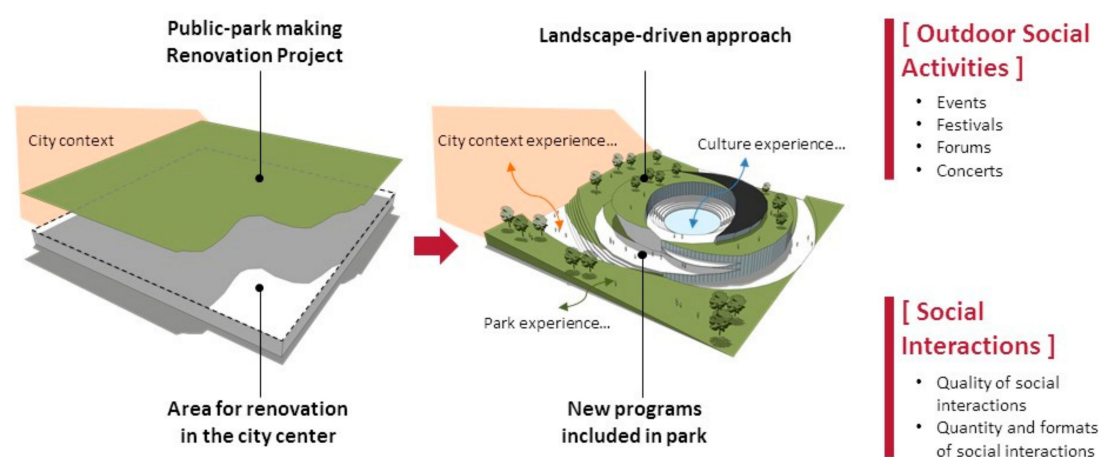 Public-park making
Renovation Project
City context
Area for renovation
in the city center
Landscape-driven approach
City context experience...
Culture experience...
Park experience...
New programs
included in park
[ Outdoor Social
Activities ]
• Events
• Festivals
• Forums
• Concerts
[ Social
Interactions ]
• Quality of social
interactions
• Quantity and formats
of social interactions